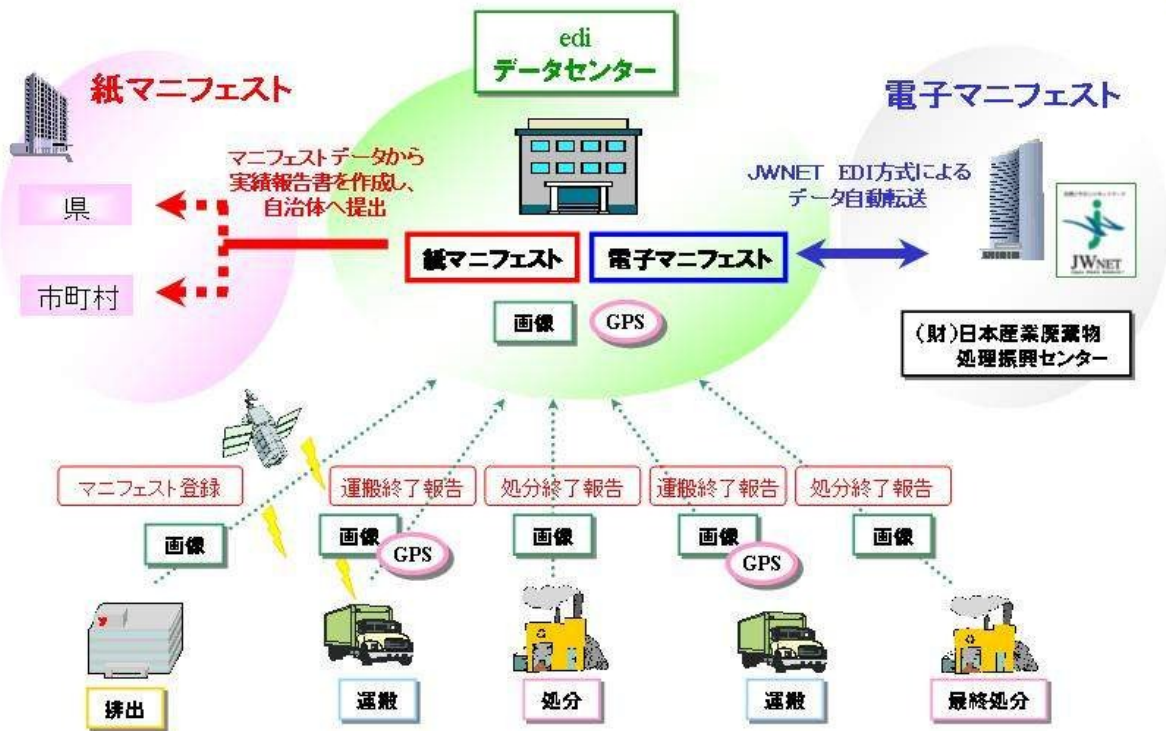 edi
データセンター
紙マニフェスト
電子マニフェスト
マニフェストデータから
実績報告書を作成し、
自治体へ提出
JWNET EDI方式による
データ自動転送
県
市町村
紙マニフェスト
電子マニフェスト
画像
GPS
JWNET
(財)日本産業廃棄物
処理振興センター
マニフェスト登録
運搬終了報告
処分終了報告
運搬終了報告
処分終了報告
画像
画像
GPS
画像
画像
GPS
画像
排出
運搬
処分
運搬
最終処分